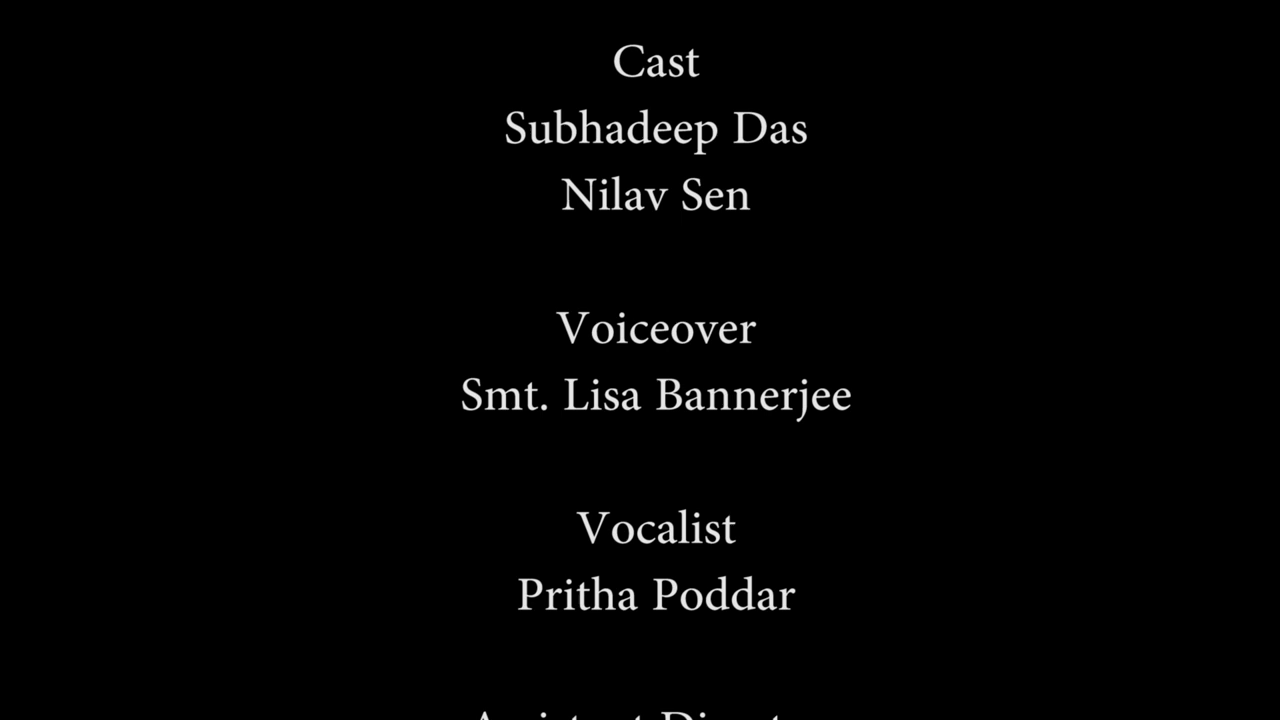 Cast
Subhadeep Das
Nilav Sen
Voiceover
Smt. Lisa Bannerjee
Vocalist
Pritha Poddar